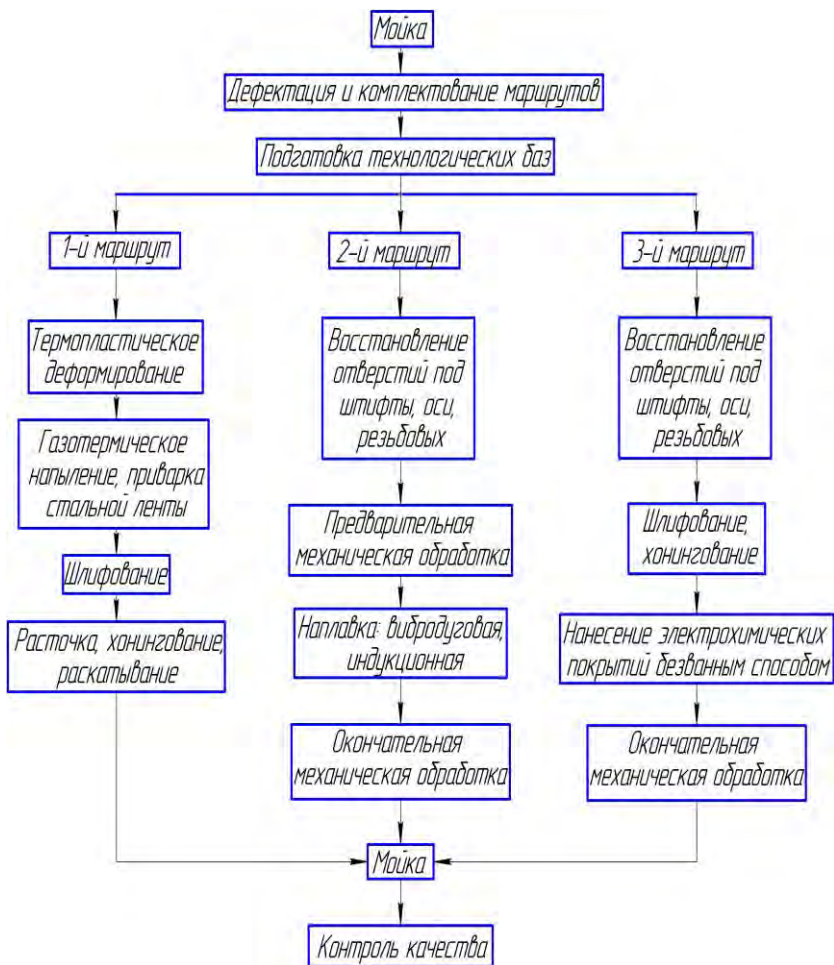 Мойка
Дефектация и комплектование маршрутов
Подготовка технологических баз
1-й маршрут
Термопластическое
деформирование
Газотермическое
напыление, приварка
стальной ленты
Шлифование
Расточка, хонингование,
раскатывание
2-й маршрут
Восстановление
отверстий под
штифты, оси,
резьбовых
Предварительная
механическая обработка
Наплавка: вибродуговая,
индукционная
Окончательная
механическая обработка
3-й маршрут
Восстановление
отверстий под
штифты, оси,
резьбовых
Шлифование,
хонингование
Нанесение электрохимических
покрытий безванным способом
Окончательная
механическая обработка
Мойка
Контроль качества